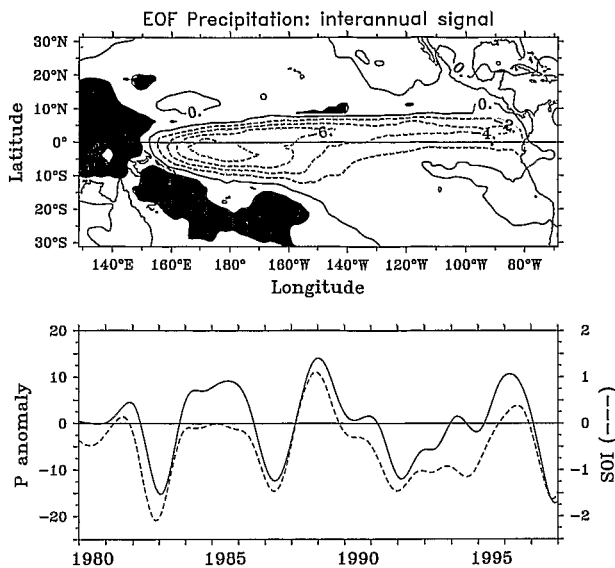 EOF Precipitation: interannual signal
30°N
20°N
10°N
0°
10°S
20°S
30°S
Latitude
0.
0.
0.
-6.
-4.
140°E 160°E 180° 160°W 140°W 120°W 100°W 80°W
Longitude
20
10
0
-10
-20
P anomaly
2
1
0
-1
-2
(---) SOI
1980 1985 1990 1995